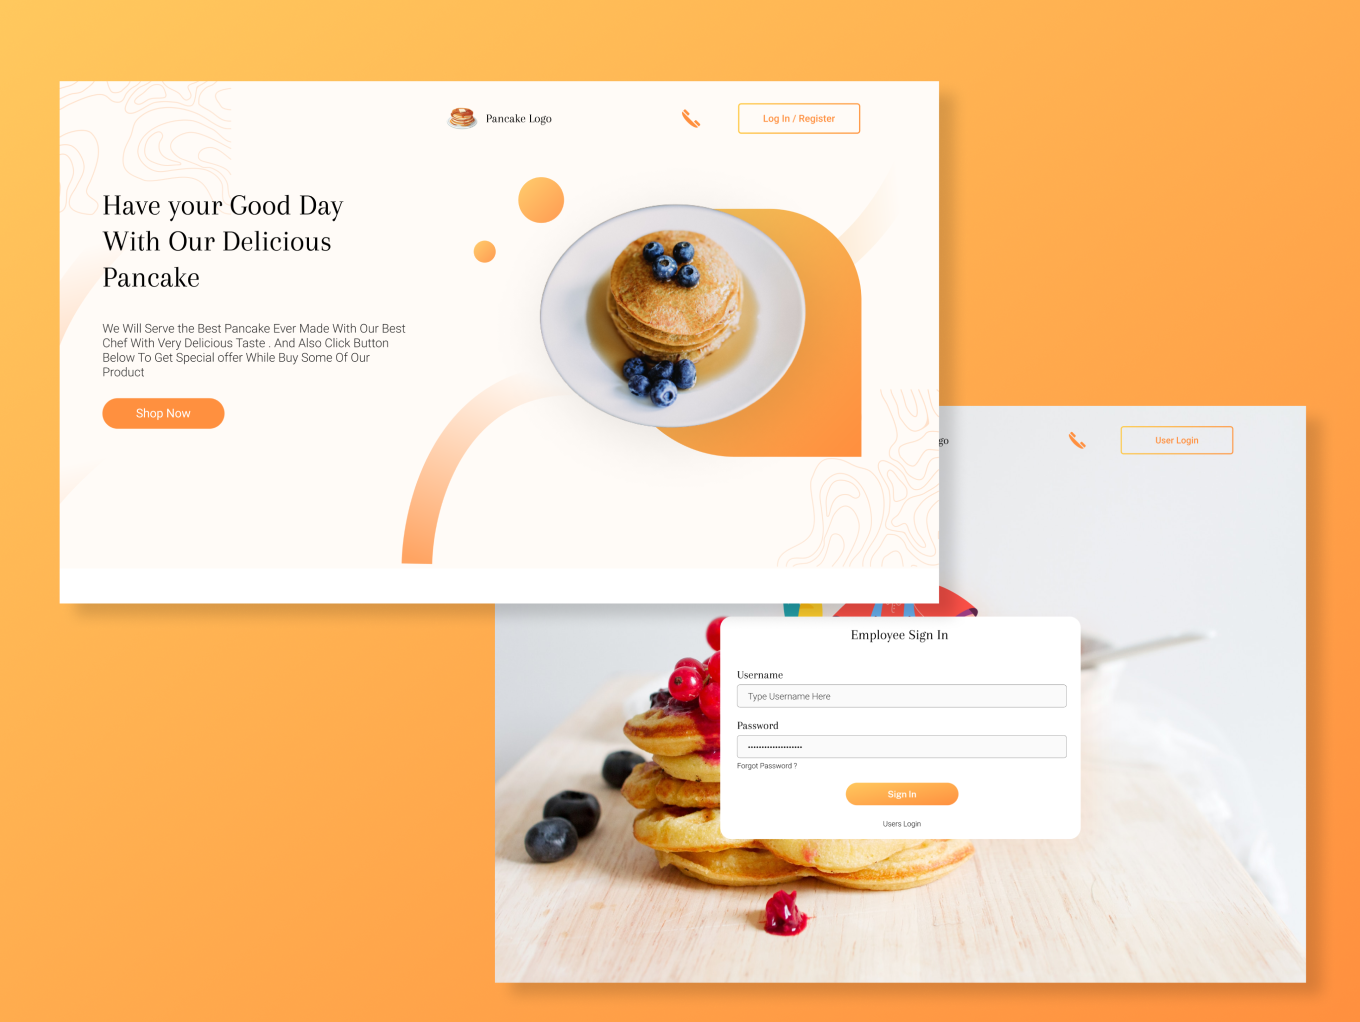 Pancake Logo
Log In / Register
Have your Good Day
With Our Delicious
Pancake
We Will Serve the Best Pancake Ever Made With Our Best
Chef With Very Delicious Taste . And Also Click Button
Below To Get Special offer While Buy Some Of Our
Product
Shop Now
go
User Login
Employee Sign In
Username
Type Username Here
Password
Forgot Password ?
Sign In
Users Login